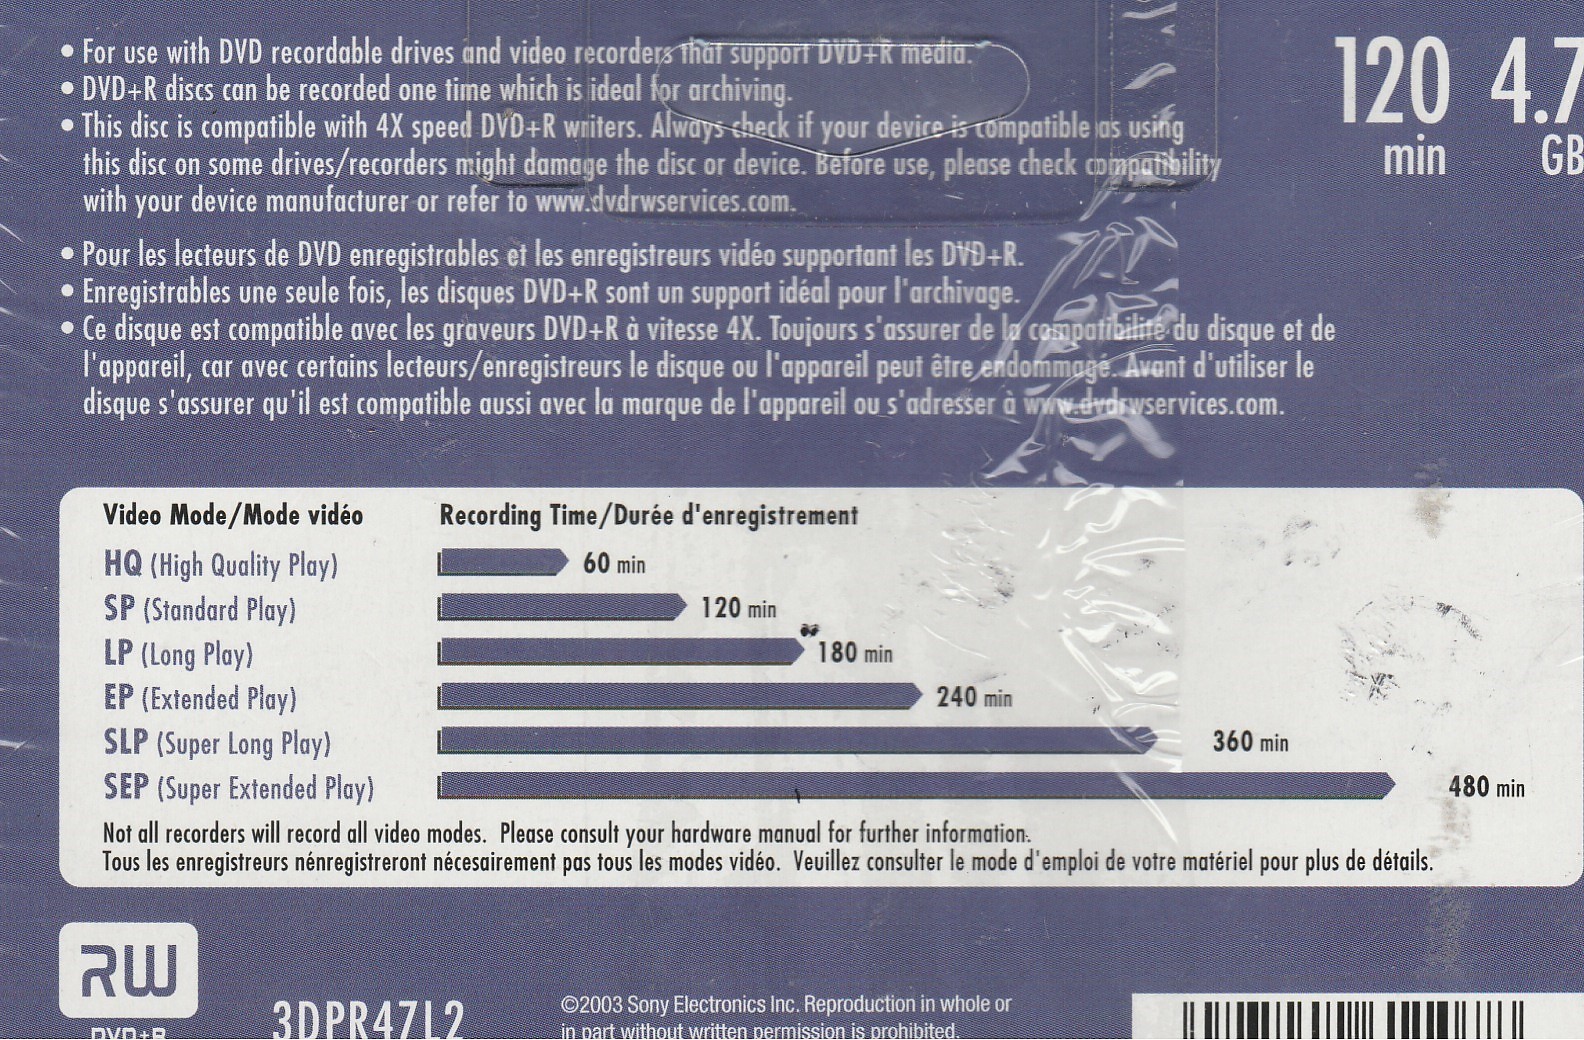 • For use with DVD recordable drives and video recorders that support DVD+R media.
• DVD+R discs can be recorded one time which is ideal for archiving.
• This disc is compatible with 4X speed DVD+R writers. Always check if your device is compatible as using
this disc on some drives/recorders might damage the disc or device. Before use, please check compatibility
with your device manufacturer or refer to www.dvdrwservices.com.
120 4.7
min GB
• Pour les lecteurs de DVD enregistrables et les enregistreurs vidéo supportant les DVD+R.
• Enregistrables une seule fois, les disques DVD+R sont un support idéal pour l'archivage.
• Ce disque est compatible avec les graveurs DVD+R à vitesse 4X. Toujours s'assurer de la compatibilité du disque et de
l'appareil, car avec certains lecteurs/enregistreurs le disque ou l'appareil peut être endommagé. Avant d'utiliser le
disque s'assurer qu'il est compatible aussi avec la marque de l'appareil ou s'adresser à www.dvdrwservices.com.
Video Mode/Mode vidéo Recording Time/Durée d'enregistrement
HQ (High Quality Play) 60 min
SP (Standard Play) 120 min
LP (Long Play) 180 min
EP (Extended Play) 240 min
SLP (Super Long Play) 360 min
SEP (Super Extended Play) 480 min
Not all recorders will record all video modes. Please consult your hardware manual for further information.
Tous les enregistreurs nénregistreront nécesairement pas tous les modes vidéo. Veuillez consulter le mode d'emploi de votre matériel pour plus de détails.
RW
DVD+R
3DPR47L2
©2003 Sony Electronics Inc. Reproduction in whole or
in part without written permission is prohibited.